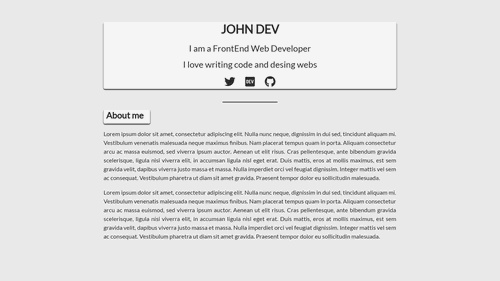 JOHN DEV
I am a FrontEnd Web Developer
I love writing code and desing webs
DEV
About me
Lorem ipsum dolor sit amet, consectetur adipiscing elit. Nulla nunc neque, dignissim in dui sed, tincidunt aliquam mi.
Vestibulum venenatis malesuada neque maximus finibus. Nam placerat tempus quam in porta. Aliquam consectetur
arcu ac massa euismod, sed viverra ipsum auctor. Aenean ut elit risus. Cras pellentesque, ante bibendum gravida
scelerisque, ligula nisl viverra elit, in accumsan ligula nisl eget erat. Duis mattis, eros at mollis maximus, est sem
gravida velit, dapibus viverra justo massa et massa. Nulla imperdiet orci vel feugiat dignissim. Integer mattis vel sem
ac consequat. Vestibulum pharetra ut diam sit amet gravida. Praesent tempor dolor eu sollicitudin malesuada.
Lorem ipsum dolor sit amet, consectetur adipiscing elit. Nulla nunc neque, dignissim in dui sed, tincidunt aliquam mi.
Vestibulum venenatis malesuada neque maximus finibus. Nam placerat tempus quam in porta. Aliquam consectetur
arcu ac massa euismod, sed viverra ipsum auctor. Aenean ut elit risus. Cras pellentesque, ante bibendum gravida
scelerisque, ligula nisl viverra elit, in accumsan ligula nisl eget erat. Duis mattis, eros at mollis maximus, est sem
gravida velit, dapibus viverra justo massa et massa. Nulla imperdiet orci vel feugiat dignissim. Integer mattis vel sem
ac consequat. Vestibulum pharetra ut diam sit amet gravida. Praesent tempor dolor eu sollicitudin malesuada.